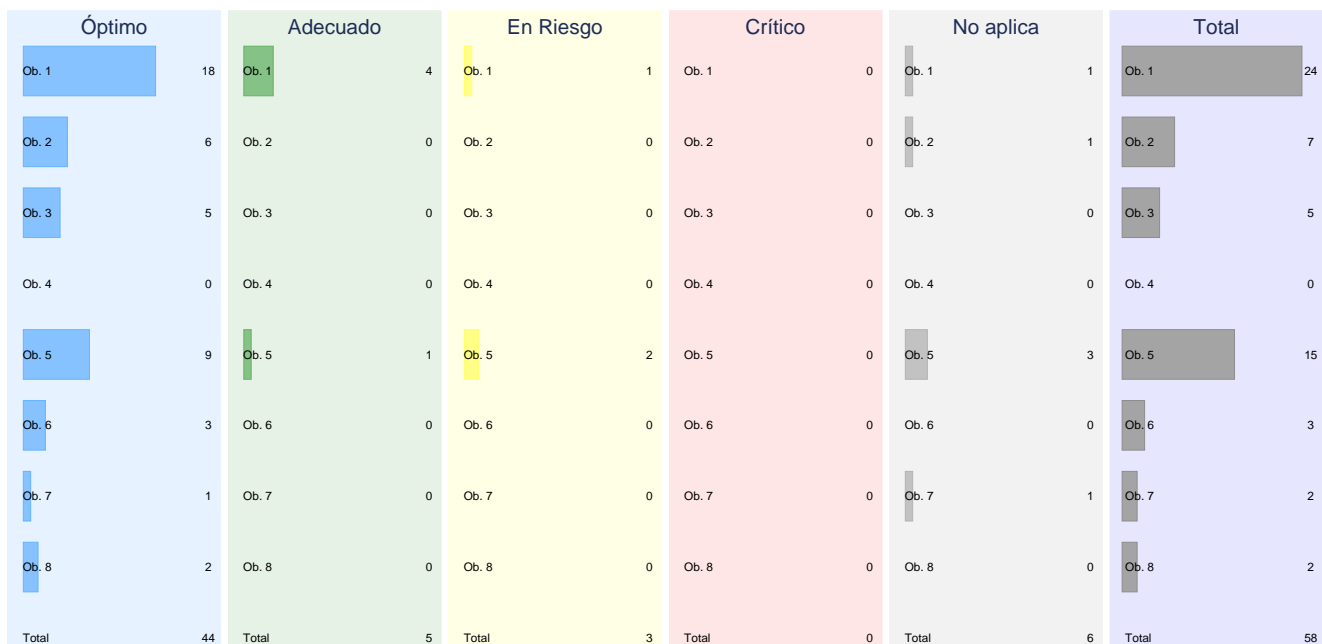 Óptimo Adecuado En Riesgo Crítico No aplica Total
Ob. 1 18 Ob. 1 4 Ob. 1 1 Ob. 1 0 Ob. 1 1 Ob. 1 24
Ob. 2 6 Ob. 2 0 Ob. 2 0 Ob. 2 0 Ob. 2 1 Ob. 2 7
Ob. 3 5 Ob. 3 0 Ob. 3 0 Ob. 3 0 Ob. 3 0 Ob. 3 5
Ob. 4 0 Ob. 4 0 Ob. 4 0 Ob. 4 0 Ob. 4 0 Ob. 4 0
Ob. 5 9 Ob. 5 1 Ob. 5 2 Ob. 5 0 Ob. 5 3 Ob. 5 15
Ob. 6 3 Ob. 6 0 Ob. 6 0 Ob. 6 0 Ob. 6 0 Ob. 6 3
Ob. 7 1 Ob. 7 0 Ob. 7 0 Ob. 7 0 Ob. 7 1 Ob. 7 2
Ob. 8 2 Ob. 8 0 Ob. 8 0 Ob. 8 0 Ob. 8 0 Ob. 8 2
Total 44 Total 5 Total 3 Total 0 Total 6 Total 58